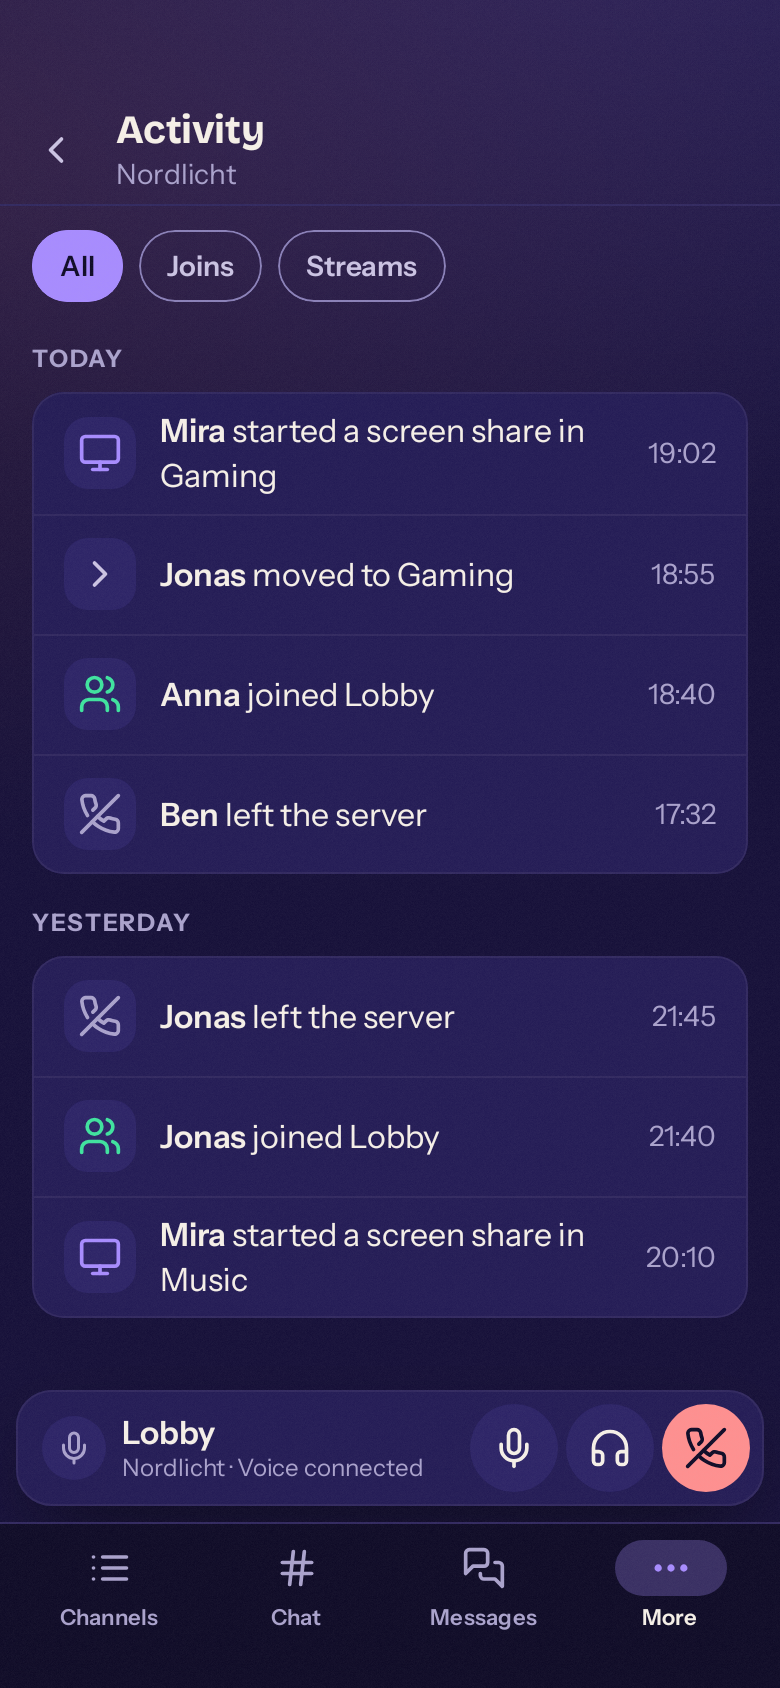 Activity
Nordlicht
All
Joins
Streams
TODAY
Mira started a screen share in
Gaming
19:02
Jonas moved to Gaming
18:55
Anna joined Lobby
18:40
Ben left the server
17:32
YESTERDAY
Jonas left the server
21:45
Jonas joined Lobby
21:40
Mira started a screen share in
Music
20:10
Lobby
Nordlicht · Voice connected
Channels
Chat
Messages
More